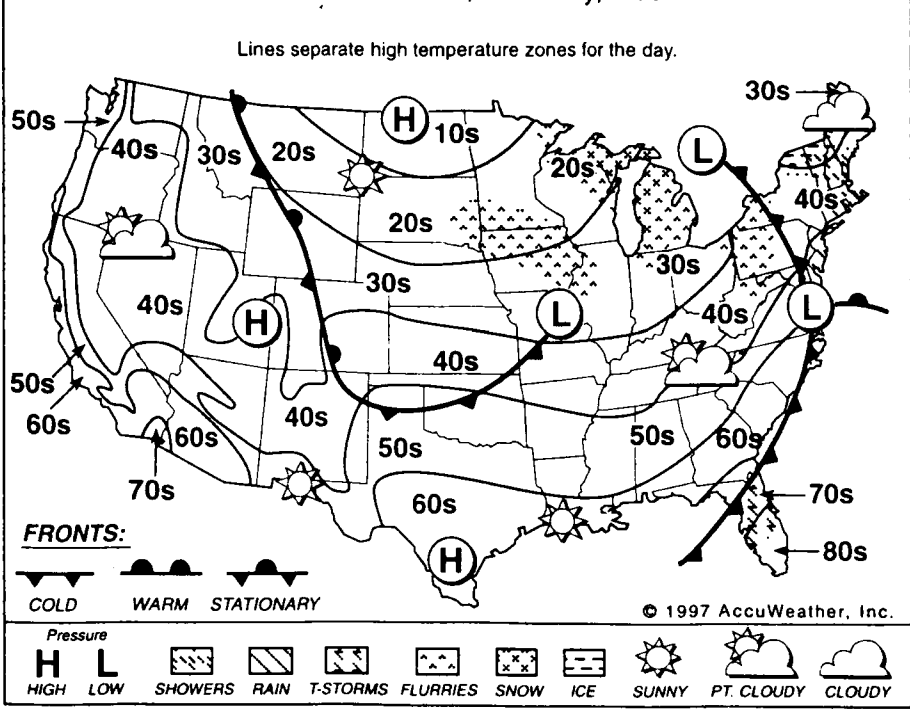 Lines separate high temperature zones for the day.
30s
50s
H
10s
40s
30s
20s
20s
L
40s
20s
30s
30s
40s
H
L
40s
L
50s
40s
60s
40s
60s
50s
50s
60s
70s
60s
70s
80s
H
FRONTS:
COLD WARM STATIONARY
© 1997 AccuWeather, Inc.
Pressure
H L
HIGH LOW SHOWERS RAIN T-STORMS FLURRIES SNOW ICE SUNNY PT. CLOUDY CLOUDY